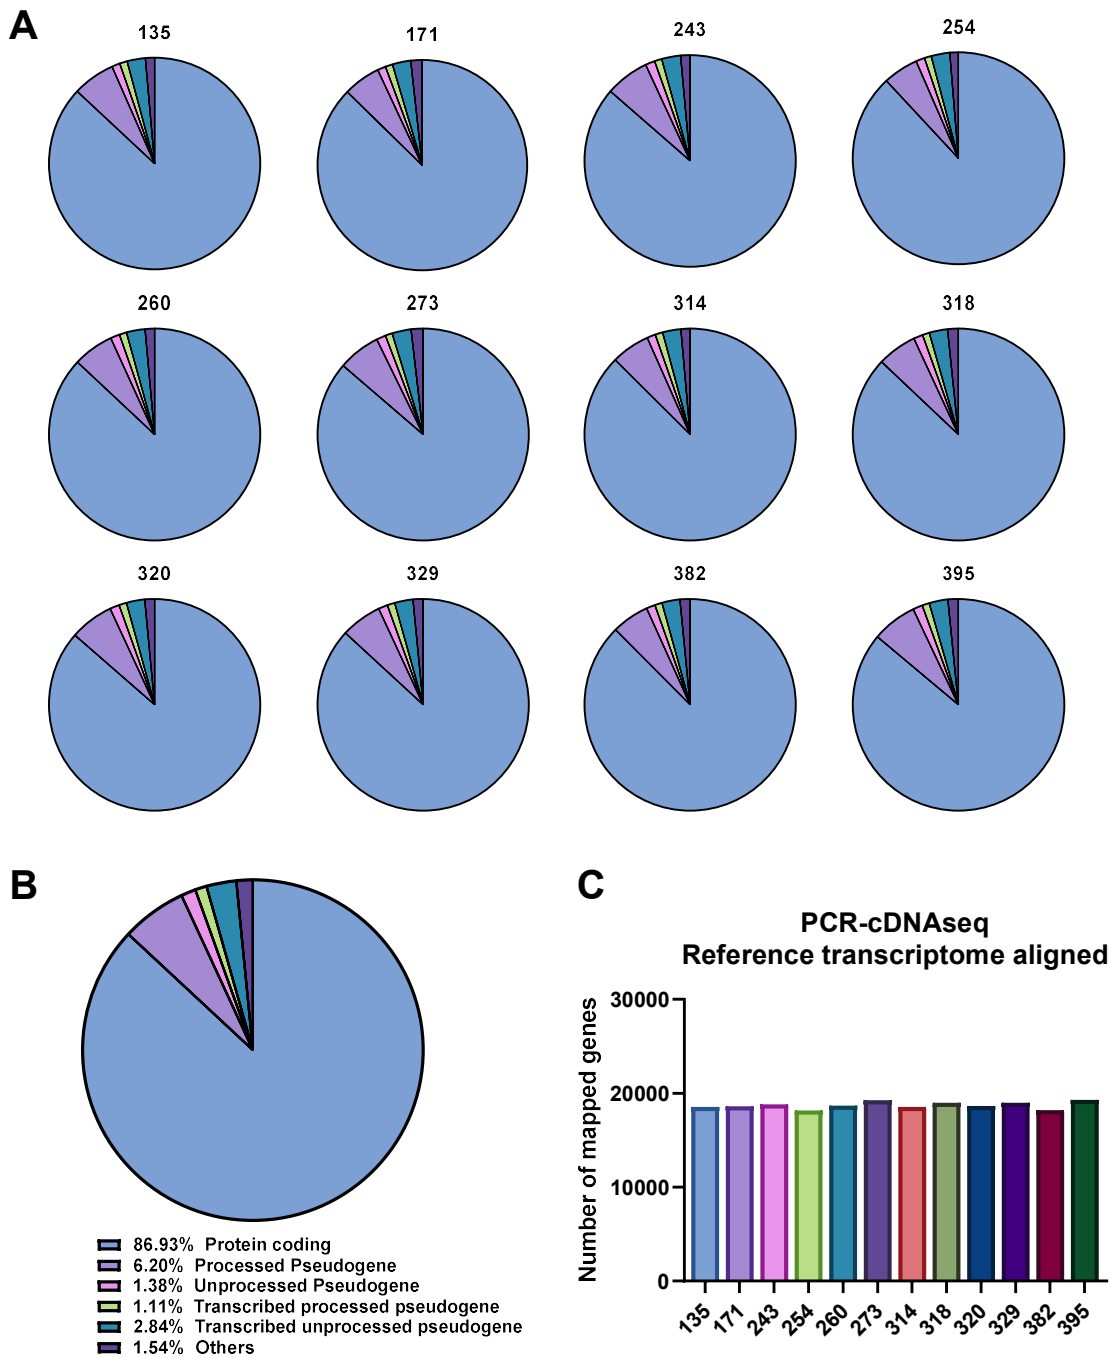 A
135
171
243
254
260
273
314
318
320
329
382
395
B
86.93% Protein coding
6.20% Processed Pseudogene
1.38% Unprocessed Pseudogene
1.11% Transcribed processed pseudogene
2.84% Transcribed unprocessed pseudogene
1.54% Others
C
PCR-cDNAseq
Reference transcriptome aligned
Number of mapped genes
30000
20000
10000
0
135
171
243
254
260
273
314
318
320
329
382
395